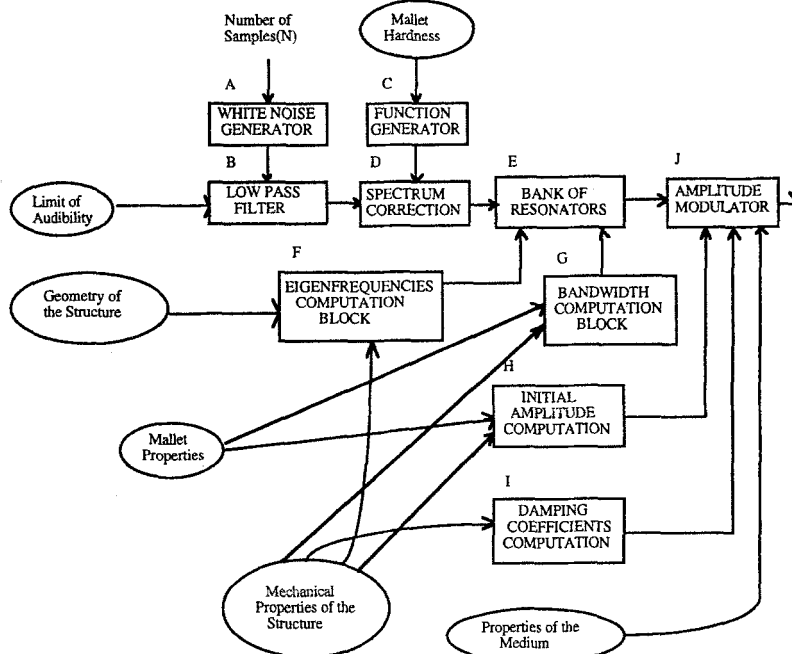 Number of
Samples(N)
Mallet
Hardness
A
C
WHITE NOISE
GENERATOR
FUNCTION
GENERATOR
B
D
E
J
Limit of
Audibility
LOW PASS
FILTER
SPECTRUM
CORRECTION
BANK OF
RESONATORS
AMPLITUDE
MODULATOR
F
G
Geometry of
the Structure
EIGENFREQUENCIES
COMPUTATION
BLOCK
BANDWIDTH
COMPUTATION
BLOCK
H
INITIAL
AMPLITUDE
COMPUTATION
Mallet
Properties
I
DAMPING
COEFFICIENTS
COMPUTATION
Mechanical
Properties of the
Structure
Properties of the
Medium